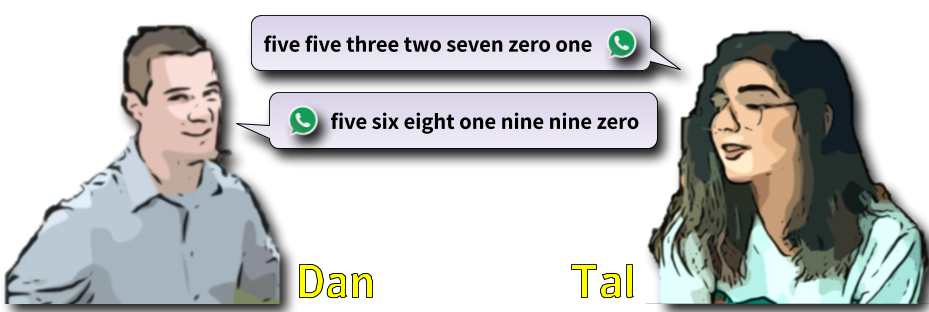 five five three two seven zero one
five six eight one nine nine zero
Dan
Tal